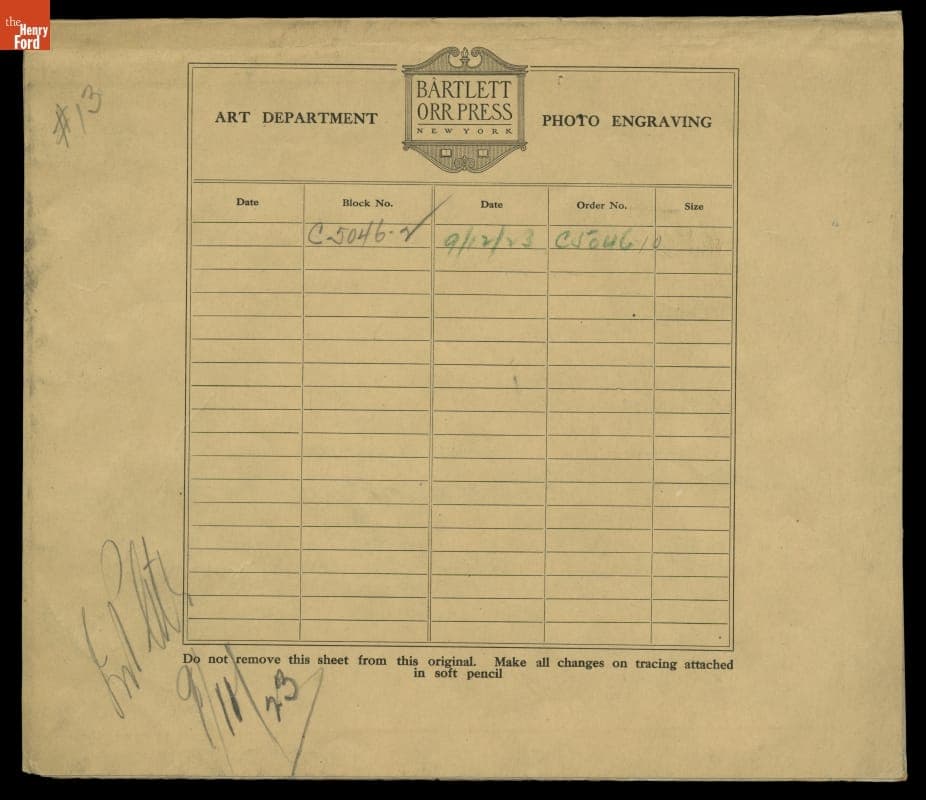 the
Henry
Ford
#13
BARTLETT
ORR PRESS
NEW YORK
ART DEPARTMENT
PHOTO ENGRAVING
Date Block No. Date Order No. Size
C-5046-2 9/12/23 C5046 10
Do not remove this sheet from this original. Make all changes on tracing attached
in soft pencil
9/11/23